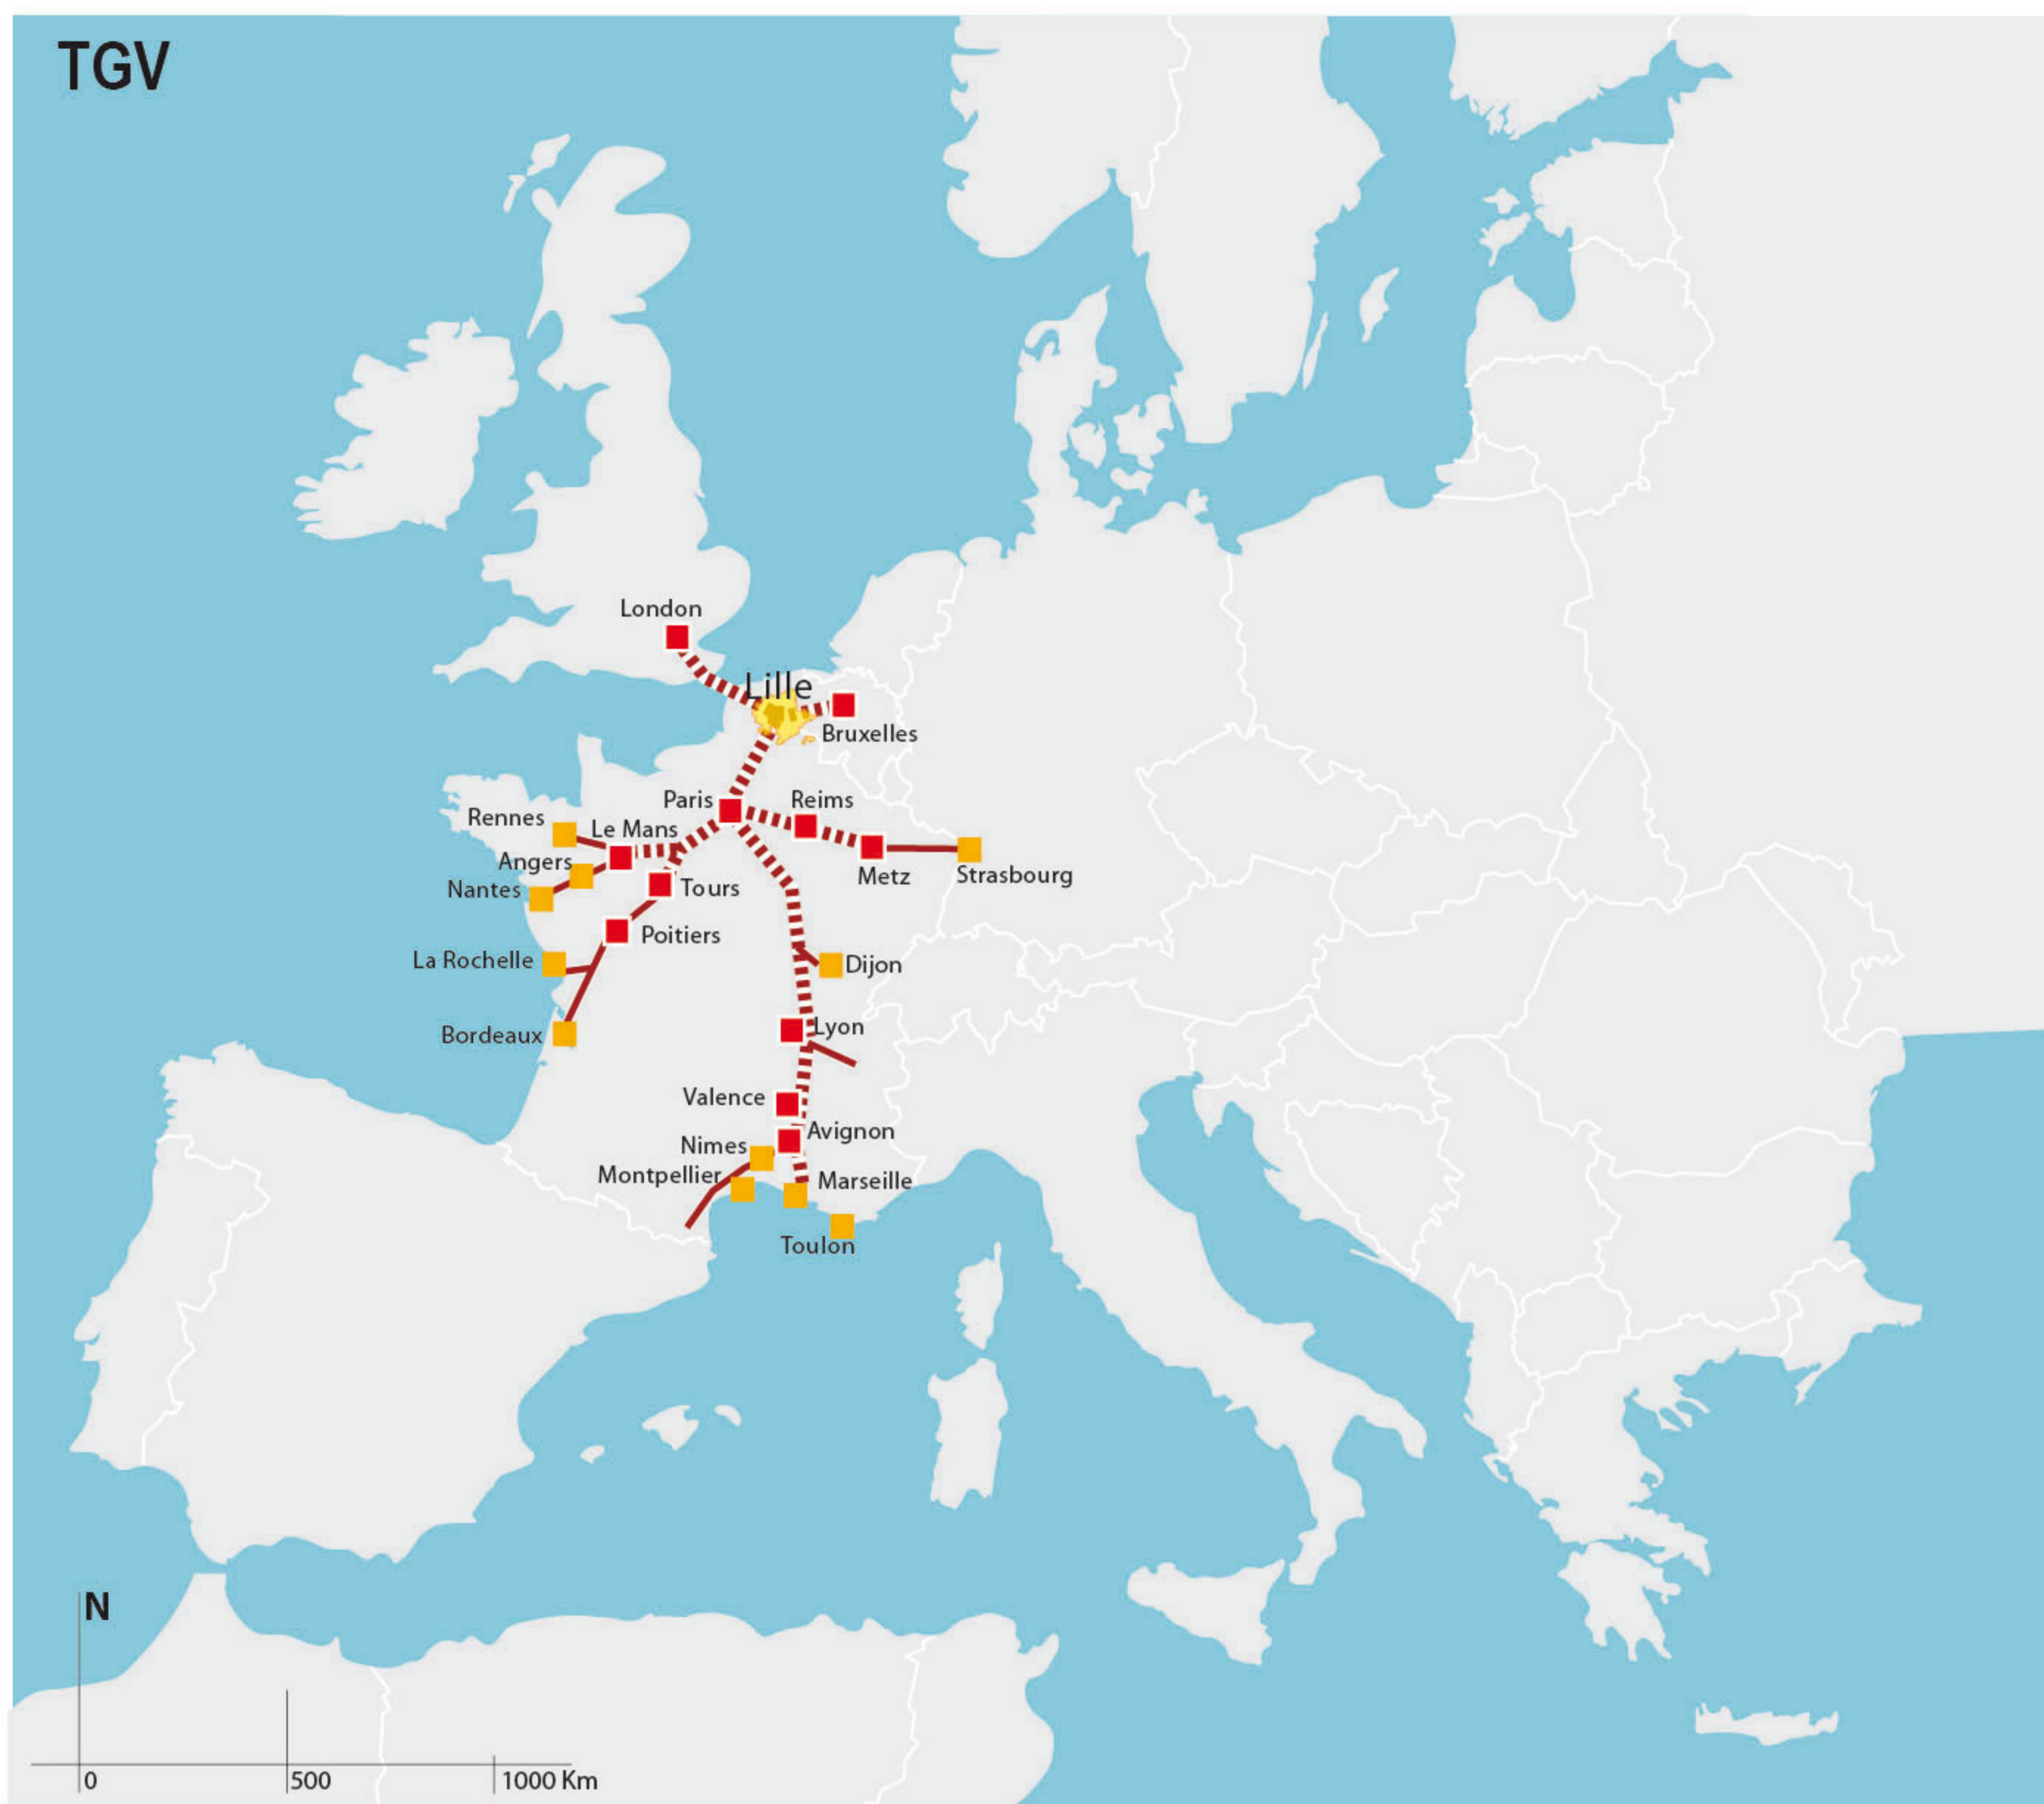 TGV
London
Lille
Bruxelles
Paris
Reims
Rennes
Le Mans
Angers
Metz
Strasbourg
Nantes
Tours
Poitiers
La Rochelle
Dijon
Lyon
Bordeaux
Valence
Avignon
Nimes
Montpellier
Marseille
Toulon
N
0
500
1000 Km